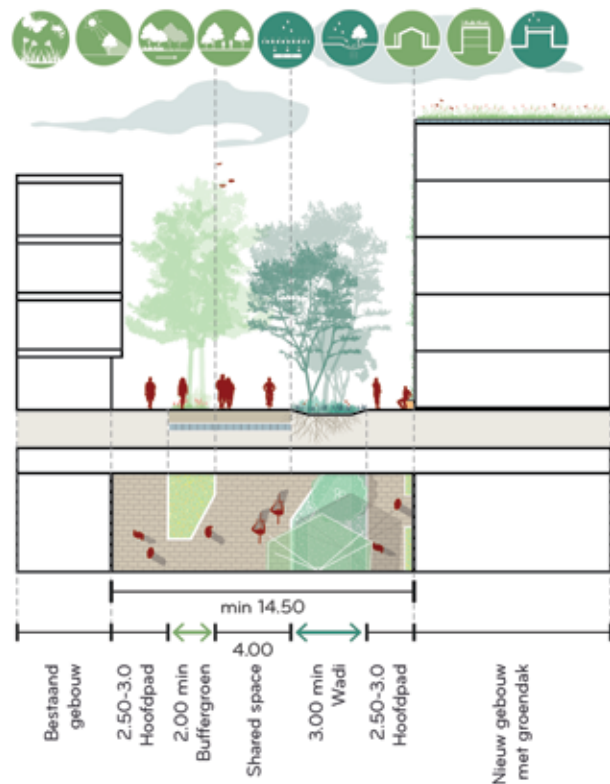 min 14.50
4.00
Bestaand
gebouw
2.50-3.0
Hoofdpad
2.00 min
Buffergroen
Shared space
3.00 min
Wadi
2.50-3.0
Hoofdpad
Nieuw gebouw
met groendak